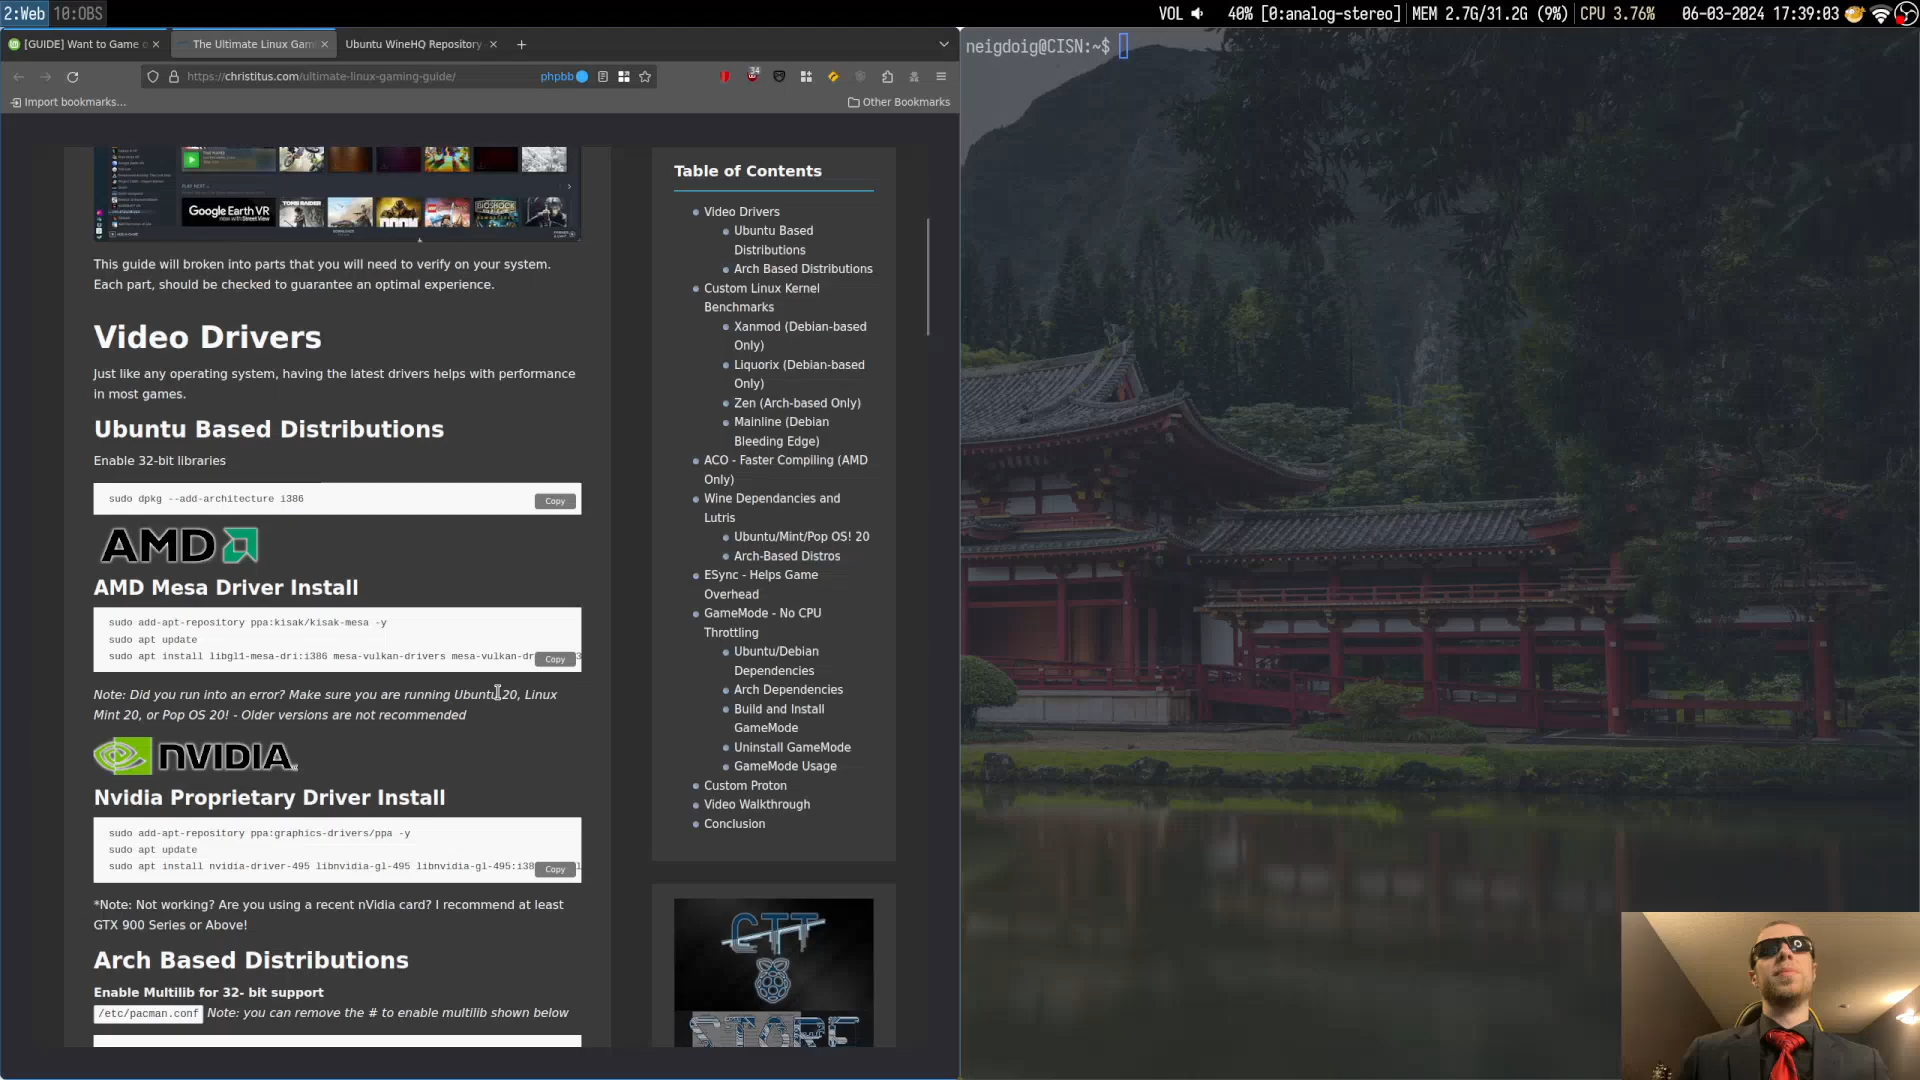 2:Web 10:OBS
VOL 40% [0:analog-stereo] MEM 2.7G/31.2G (9%) CPU 3.76% 06-03-2024 17:39:03
[GUIDE] Want to Game o
The Ultimate Linux Gam
Ubuntu WineHQ Repository
https://christitus.com/ultimate-linux-gaming-guide/
phpbb
34
Import bookmarks...
Other Bookmarks
neigdoig@CISN:~$
Google Earth VR
now with Street View
TOMB RAIDER
DOOM
BIOSHOCK
This guide will broken into parts that you will need to verify on your system.
Each part, should be checked to guarantee an optimal experience.
Video Drivers
Just like any operating system, having the latest drivers helps with performance
in most games.
Ubuntu Based Distributions
Enable 32-bit libraries
sudo dpkg --add-architecture i386
Copy
AMD
AMD Mesa Driver Install
sudo add-apt-repository ppa:kisak/kisak-mesa -y
sudo apt update
sudo apt install libgl1-mesa-dri:i386 mesa-vulkan-drivers mesa-vulkan-dr
Copy
Note: Did you run into an error? Make sure you are running Ubuntu 20, Linux
Mint 20, or Pop OS 20! - Older versions are not recommended
NVIDIA
Nvidia Proprietary Driver Install
sudo add-apt-repository ppa:graphics-drivers/ppa -y
sudo apt update
sudo apt install nvidia-driver-495 libnvidia-gl-495 libnvidia-gl-495:i38
Copy
*Note: Not working? Are you using a recent nVidia card? I recommend at least
GTX 900 Series or Above!
Arch Based Distributions
Enable Multilib for 32- bit support
/etc/pacman.conf Note: you can remove the # to enable multilib shown below
Table of Contents
Video Drivers
Ubuntu Based
Distributions
Arch Based Distributions
Custom Linux Kernel
Benchmarks
Xanmod (Debian-based
Only)
Liquorix (Debian-based
Only)
Zen (Arch-based Only)
Mainline (Debian
Bleeding Edge)
ACO - Faster Compiling (AMD
Only)
Wine Dependancies and
Lutris
Ubuntu/Mint/Pop OS! 20
Arch-Based Distros
ESync - Helps Game
Overhead
GameMode - No CPU
Throttling
Ubuntu/Debian
Dependencies
Arch Dependencies
Build and Install
GameMode
Uninstall GameMode
GameMode Usage
Custom Proton
Video Walkthrough
Conclusion
CTT
STORE